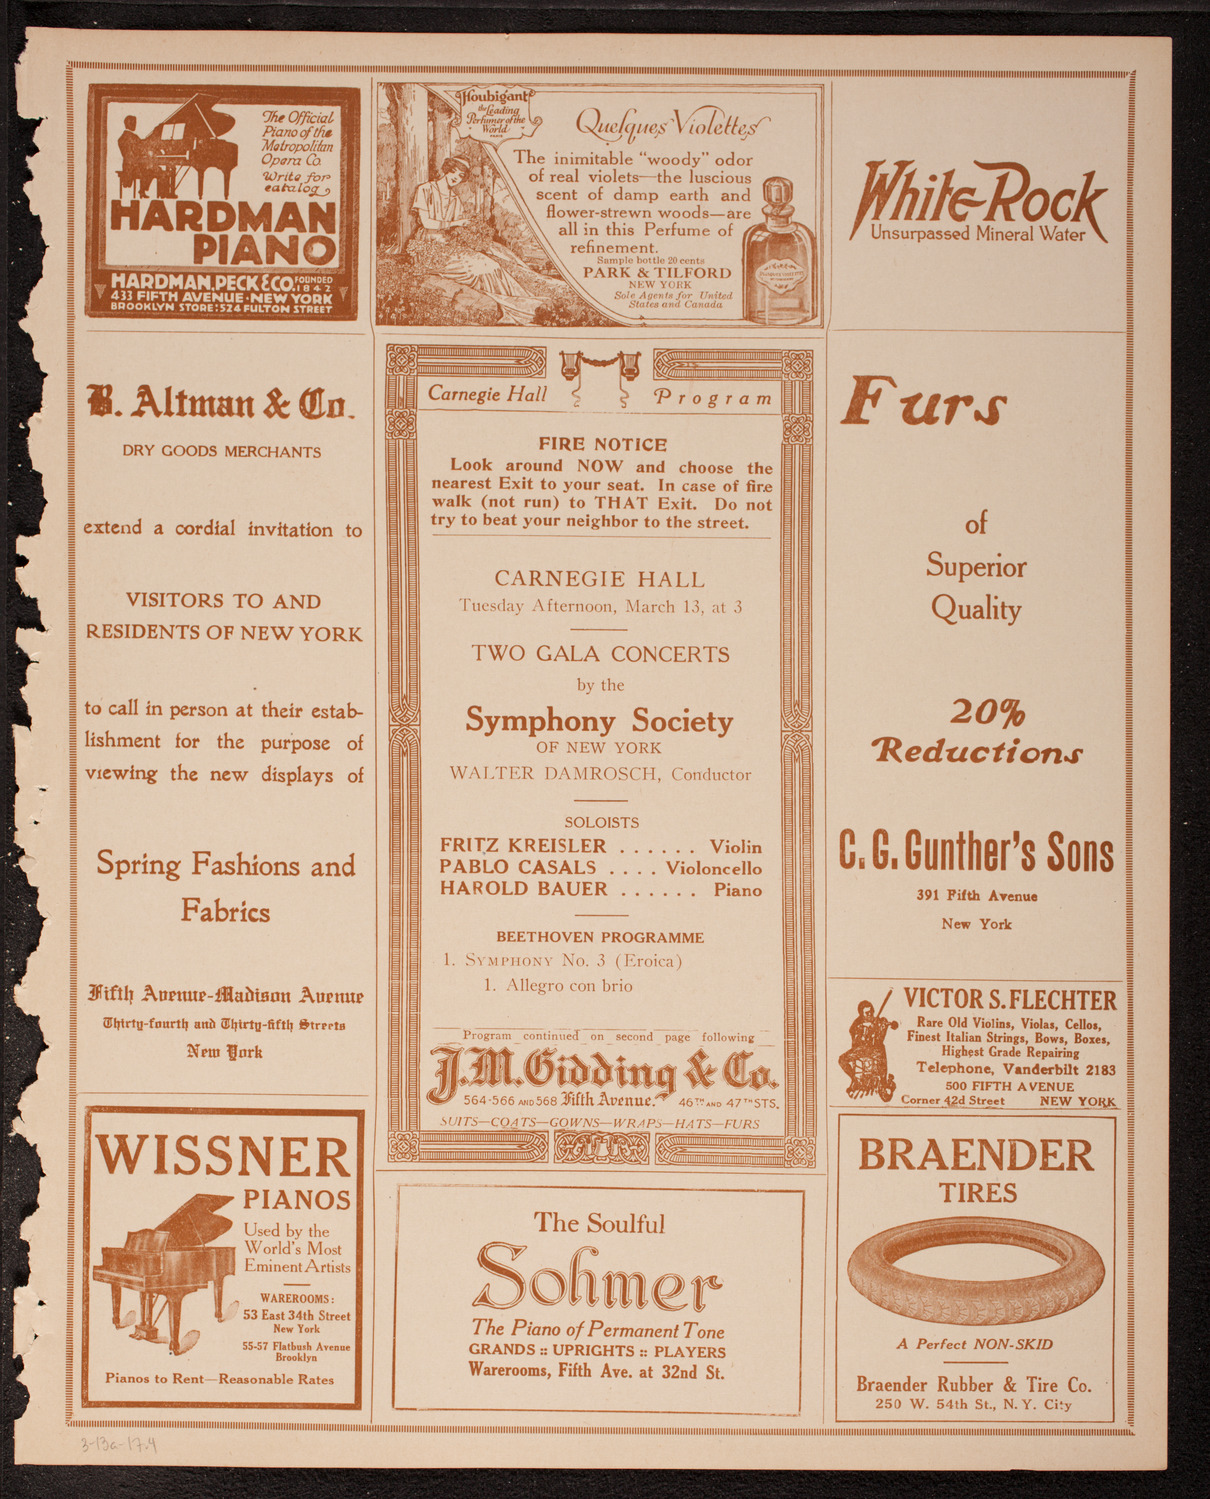 The Official
Piano of the
Metropolitan
Opera Co.
Write for
catalog
HARDMAN
PIANO
HARDMAN, PECK & CO. FOUNDED 1842
433 FIFTH AVENUE · NEW YORK
BROOKLYN STORE: 524 FULTON STREET
Houbigant
the Leading
Perfumer of the
World
PARIS
Quelques Violettes
The inimitable "woody" odor
of real violets—the luscious
scent of damp earth and
flower-strewn woods—are
all in this Perfume of
refinement.
Sample bottle 20 cents
PARK & TILFORD
NEW YORK
Sole Agents for United
States and Canada
White Rock
Unsurpassed Mineral Water
B. Altman & Co.
DRY GOODS MERCHANTS
extend a cordial invitation to
VISITORS TO AND
RESIDENTS OF NEW YORK
to call in person at their estab-
lishment for the purpose of
viewing the new displays of
Spring Fashions and
Fabrics
Fifth Avenue-Madison Avenue
Thirty-fourth and Thirty-fifth Streets
New York
Carnegie Hall Program
FIRE NOTICE
Look around NOW and choose the
nearest Exit to your seat. In case of fire
walk (not run) to THAT Exit. Do not
try to beat your neighbor to the street.
CARNEGIE HALL
Tuesday Afternoon, March 13, at 3
TWO GALA CONCERTS
by the
Symphony Society
OF NEW YORK
WALTER DAMROSCH, Conductor
SOLOISTS
FRITZ KREISLER . . . . . . Violin
PABLO CASALS . . . . Violoncello
HAROLD BAUER . . . . . . Piano
BEETHOVEN PROGRAMME
1. SYMPHONY No. 3 (Eroica)
1. Allegro con brio
Program continued on second page following
J. M. Gidding & Co.
564-566 AND 568 Fifth Avenue. 46TH AND 47TH STS.
SUITS—COATS—GOWNS—WRAPS—HATS—FURS
Furs
of
Superior
Quality
20%
Reductions
C. G. Gunther's Sons
391 Fifth Avenue
New York
VICTOR S. FLECHTER
Rare Old Violins, Violas, Cellos,
Finest Italian Strings, Bows, Boxes,
Highest Grade Repairing
Telephone, Vanderbilt 2183
500 FIFTH AVENUE
Corner 42d Street NEW YORK
WISSNER
PIANOS
Used by the
World's Most
Eminent Artists
WAREROOMS:
53 East 34th Street
New York
55-57 Flatbush Avenue
Brooklyn
Pianos to Rent—Reasonable Rates
The Soulful
Sohmer
The Piano of Permanent Tone
GRANDS :: UPRIGHTS :: PLAYERS
Warerooms, Fifth Ave. at 32nd St.
BRAENDER
TIRES
A Perfect NON-SKID
Braender Rubber & Tire Co.
250 W. 54th St., N. Y. City
3-13a-17.4